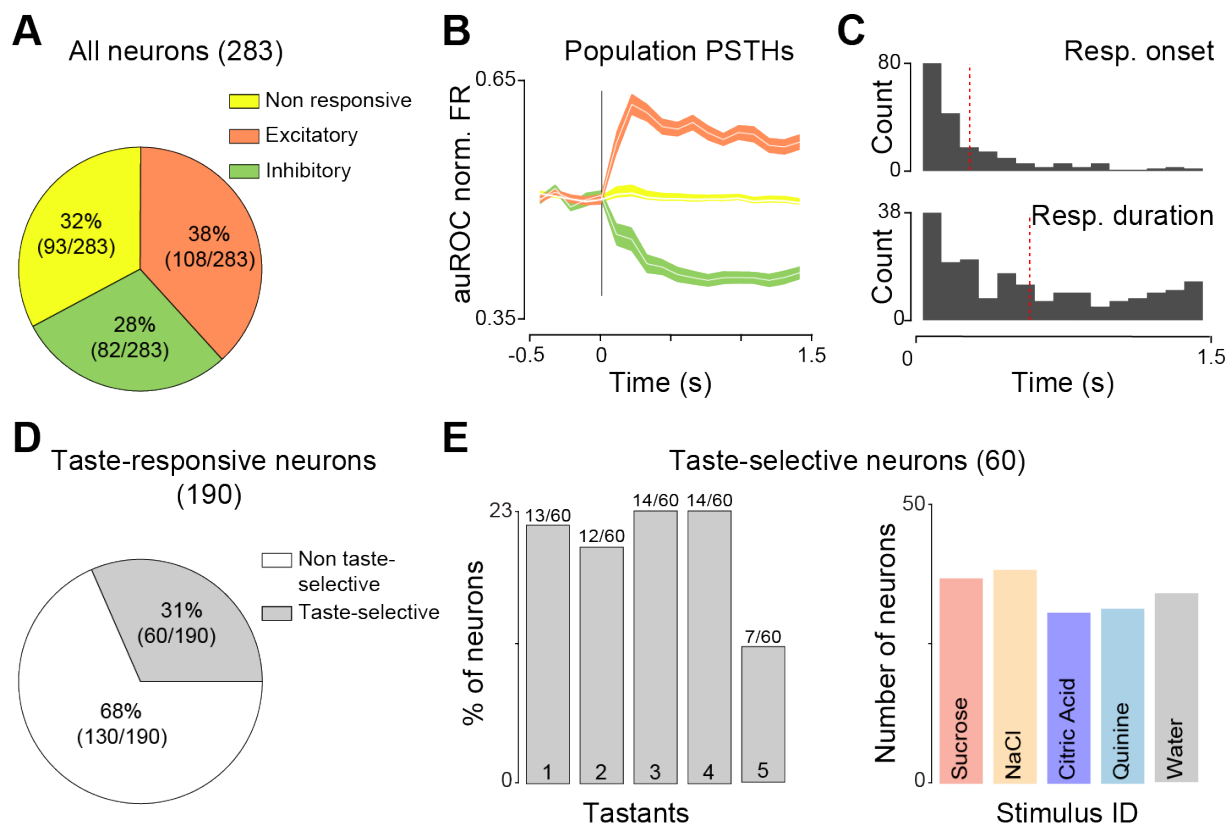 A
All neurons (283)
Non responsive
Excitatory
Inhibitory
32%
(93/283)
38%
(108/283)
28%
(82/283)
B
Population PSTHs
0.65
auROC norm. FR
0.35
-0.5
0
1.5
Time (s)
C
Resp. onset
80
Count
0
Resp. duration
38
Count
0
0
1.5
Time (s)
D
Taste-responsive neurons
(190)
Non taste-
selective
Taste-selective
31%
(60/190)
68%
(130/190)
E
Taste-selective neurons (60)
23
% of neurons
0
13/60
12/60
14/60
14/60
7/60
1
2
3
4
5
Tastants
50
Number of neurons
0
Sucrose
NaCl
Citric Acid
Quinine
Water
Stimulus ID